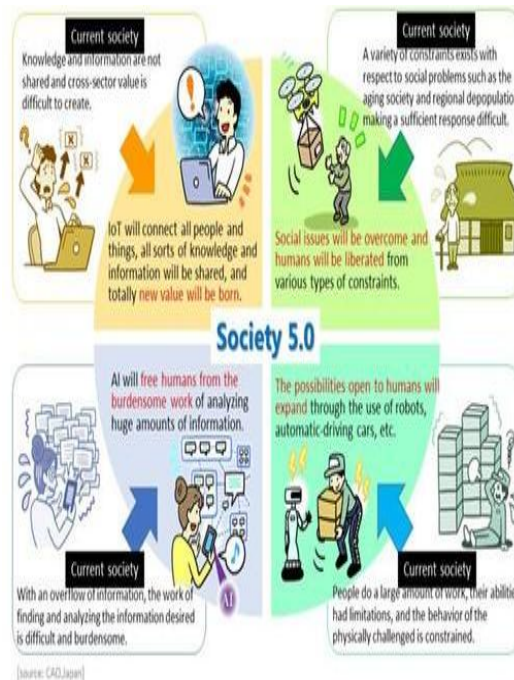 Current society
Knowledge and information are not
shared and cross-sector value is
difficult to create.
Current society
A variety of constraints exists with
respect to social problems such as the
aging society and regional depopulatio
making a sufficient response difficult.
IoT will connect all people and
things, all sorts of knowledge and
information will be shared, and
totally new value will be born.
Social issues will be overcome and
humans will be liberated from
various types of constraints.
Society 5.0
AI will free humans from the
burdensome work of analyzing
huge amounts of information.
The possibilities open to humans will
expand through the use of robots,
automatic-driving cars, etc.
AI
Current society
With an overflow of information, the work of
finding and analyzing the information desired
is difficult and burdensome.
Current society
People do a large amount of work, their abilitie
had limitations, and the behavior of the
physically challenged is constrained.
[source: CAO,Japan]